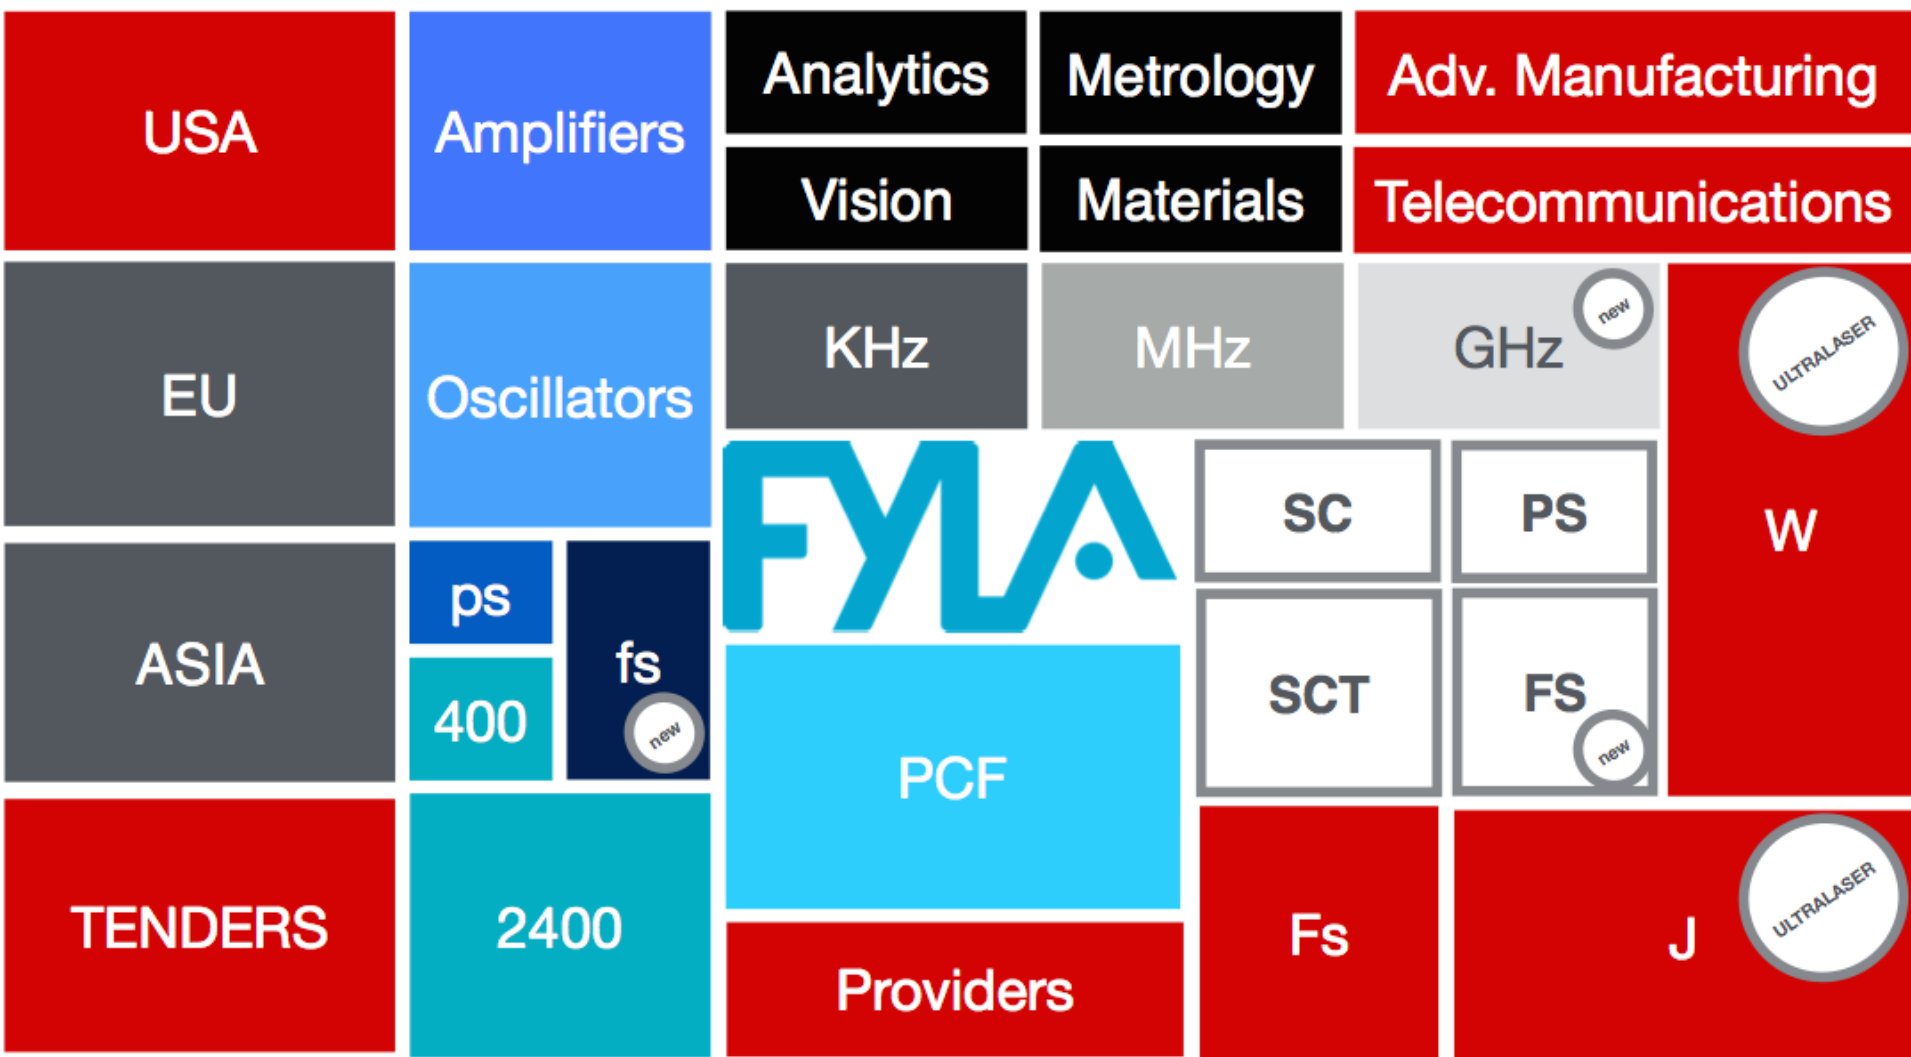 USA
Amplifiers
Analytics
Metrology
Adv. Manufacturing
Vision
Materials
Telecommunications
EU
Oscillators
KHz
MHz
GHz
new
ULTRALASER
W
FYLA
SC
PS
ASIA
ps
fs
new
400
PCF
SCT
FS
new
TENDERS
2400
Providers
Fs
J
ULTRALASER